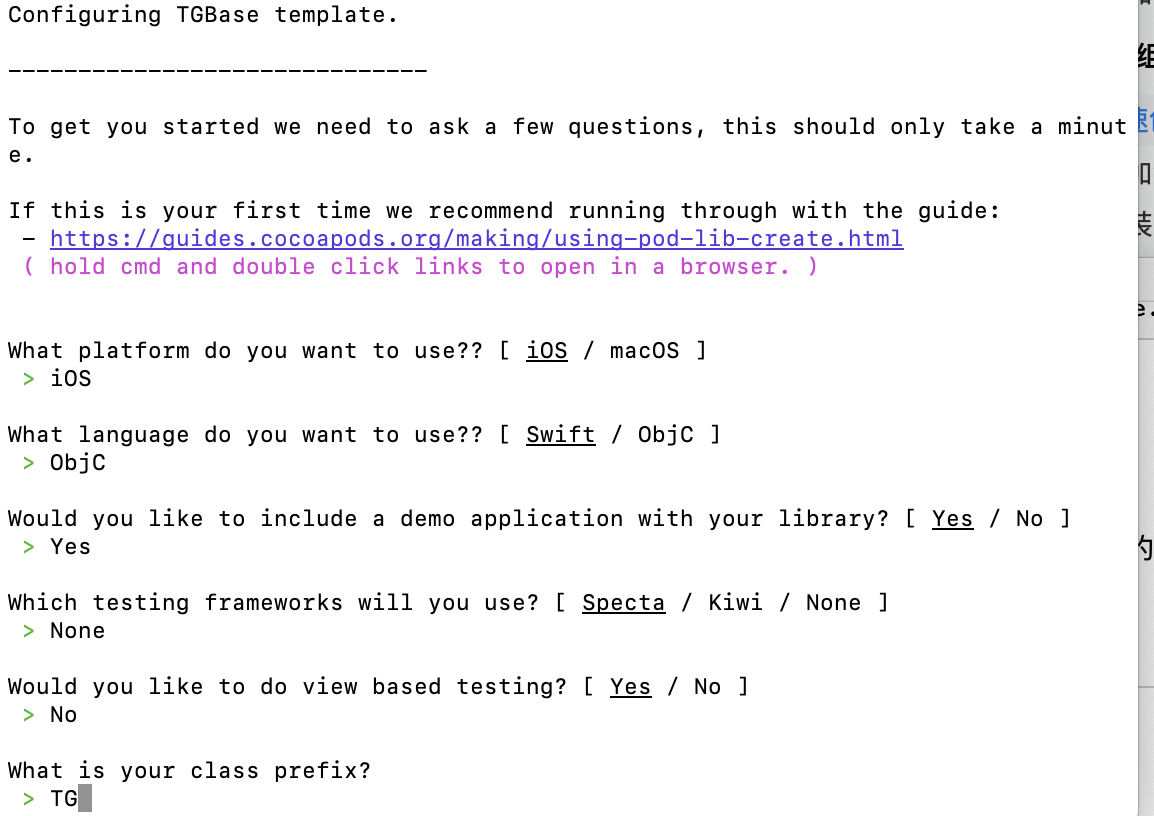 Configuring TGBase template.
------------------------------
To get you started we need to ask a few questions, this should only take a minut
e.
If this is your first time we recommend running through with the guide:
- https://guides.cocoapods.org/making/using-pod-lib-create.html
( hold cmd and double click links to open in a browser. )
What platform do you want to use?? [ iOS / macOS ]
> iOS
What language do you want to use?? [ Swift / ObjC ]
> ObjC
Would you like to include a demo application with your library? [ Yes / No ]
> Yes
Which testing frameworks will you use? [ Specta / Kiwi / None ]
> None
Would you like to do view based testing? [ Yes / No ]
> No
What is your class prefix?
> TG